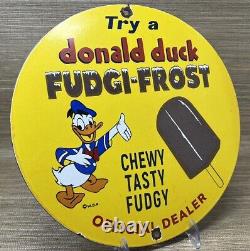 Try a
donald duck
FUDGI-FROST
CHEWY
TASTY
FUDGY
DEALER